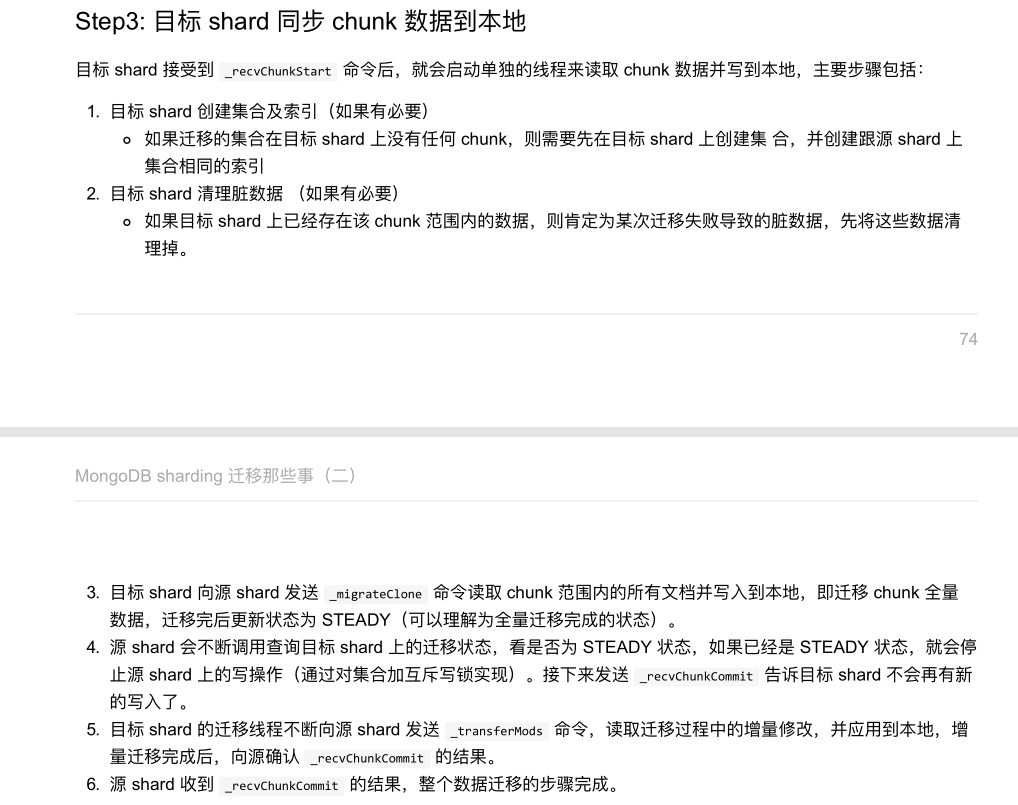 Step3: 目标 shard 同步 chunk 数据到本地
目标 shard 接受到 _recvChunkStart 命令后，就会启动单独的线程来读取 chunk 数据并写到本地，主要步骤包括：
1. 目标 shard 创建集合及索引（如果有必要）
如果迁移的集合在目标 shard 上没有任何 chunk，则需要先在目标 shard 上创建集 合，并创建跟源 shard 上
集合相同的索引
2. 目标 shard 清理脏数据 （如果有必要）
如果目标 shard 上已经存在该 chunk 范围内的数据，则肯定为某次迁移失败导致的脏数据，先将这些数据清
理掉。
74
MongoDB sharding 迁移那些事（二）
3. 目标 shard 向源 shard 发送 _migrateClone 命令读取 chunk 范围内的所有文档并写入到本地，即迁移 chunk 全量
数据，迁移完后更新状态为 STEADY（可以理解为全量迁移完成的状态）。
4. 源 shard 会不断调用查询目标 shard 上的迁移状态，看是否为 STEADY 状态，如果已经是 STEADY 状态，就会停
止源 shard 上的写操作（通过对集合加互斥写锁实现）。接下来发送 _recvChunkCommit 告诉目标 shard 不会再有新
的写入了。
5. 目标 shard 的迁移线程不断向源 shard 发送 _transferMods 命令，读取迁移过程中的增量修改，并应用到本地，增
量迁移完成后，向源确认 _recvChunkCommit 的结果。
6. 源 shard 收到 _recvChunkCommit 的结果，整个数据迁移的步骤完成。